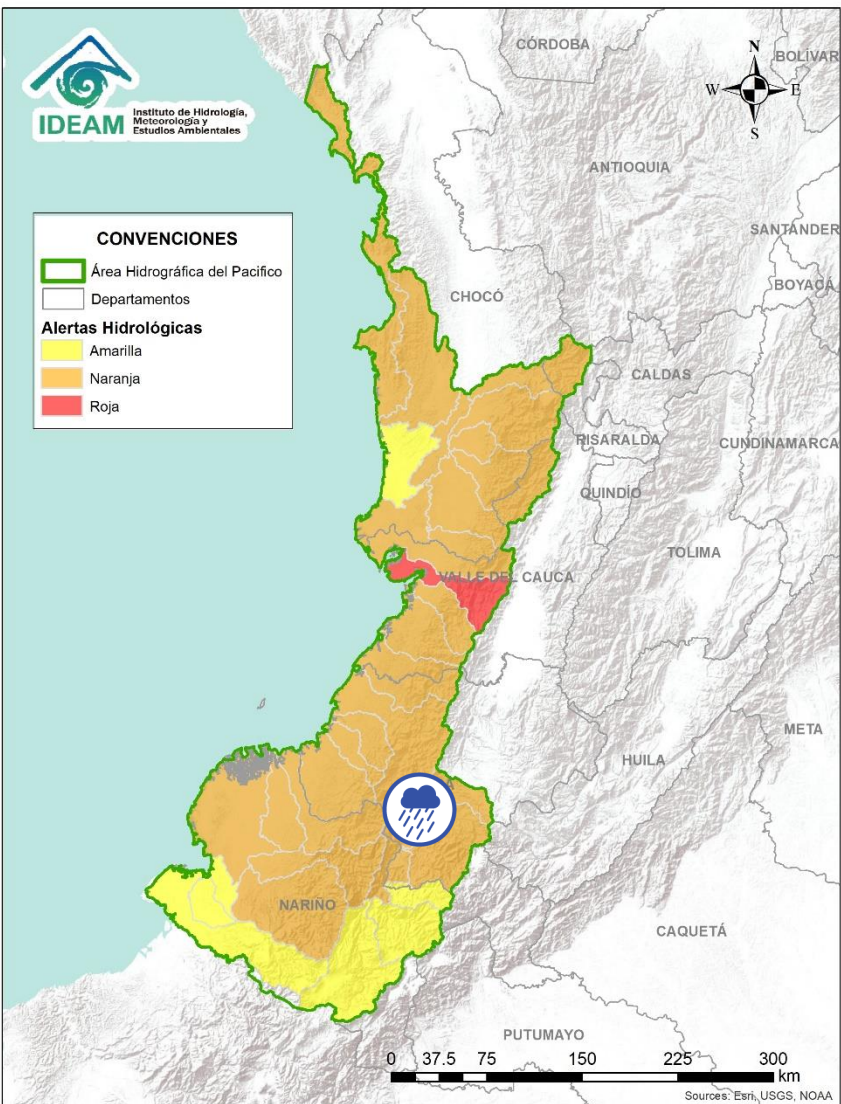 IDEAM
Instituto de Hidrología,
Meteorología y
Estudios Ambientales
CÓRDOBA
BOLÍVAR
N
W
E
S
ANTIOQUIA
SANTANDER
BOYACÁ
CONVENCIONES
Área Hidrográfica del Pacifico
Departamentos
Alertas Hidrológicas
Amarilla
Naranja
Roja
CHOCÓ
CALDAS
RISARALDA
CUNDINAMARCA
QUINDÍO
TOLIMA
VALLE DEL CAUCA
META
HUILA
NARIÑO
CAQUETÁ
PUTUMAYO
0 37.5 75 150 225 300
km
Sources: Esri, USGS, NOAA